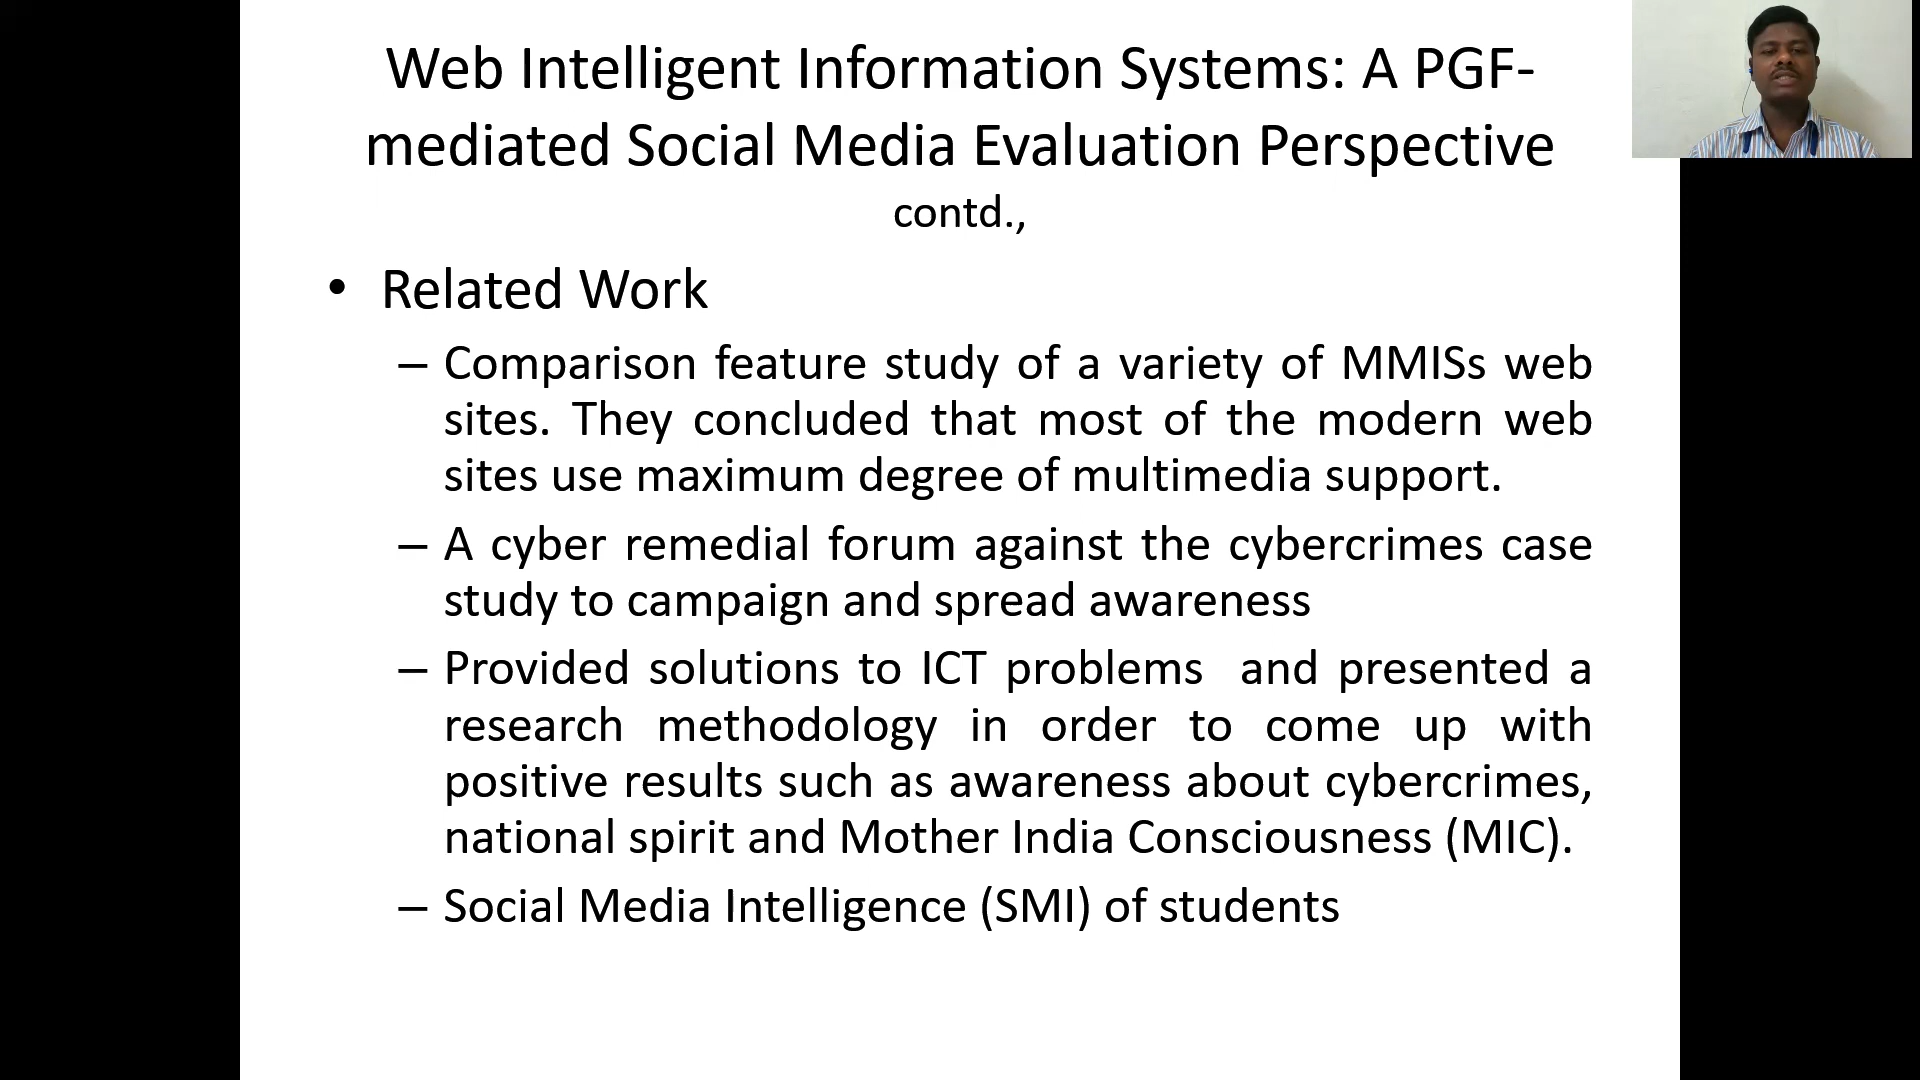 Web Intelligent Information Systems: A PGF-
mediated Social Media Evaluation Perspective
contd.,
• Related Work
– Comparison feature study of a variety of MMISs web
sites. They concluded that most of the modern web
sites use maximum degree of multimedia support.
– A cyber remedial forum against the cybercrimes case
study to campaign and spread awareness
– Provided solutions to ICT problems and presented a
research methodology in order to come up with
positive results such as awareness about cybercrimes,
national spirit and Mother India Consciousness (MIC).
– Social Media Intelligence (SMI) of students